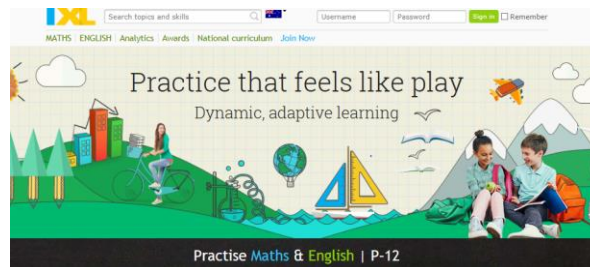 IXL
Search topics and skills
Username
Password
Sign in
Remember
MATHS
ENGLISH
Analytics
Awards
National curriculum
Join Now
Practice that feels like play
Dynamic, adaptive learning
Practise Maths & English | P-12